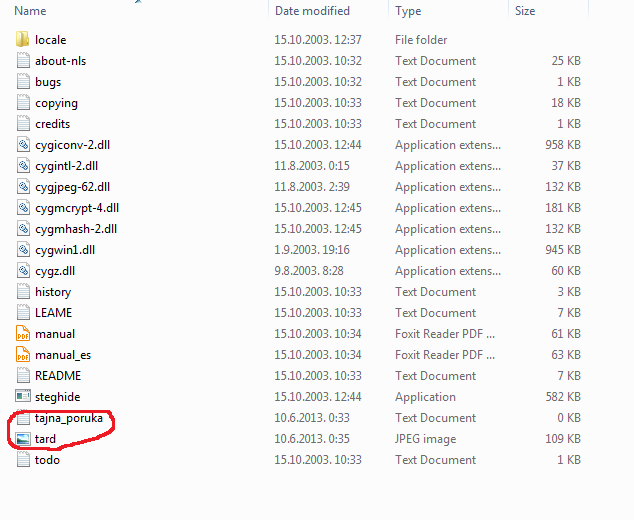 Name Date modified Type Size
locale 15.10.2003. 12:37 File folder
about-nls 15.10.2003. 10:33 Text Document 25 KB
bugs 15.10.2003. 10:32 Text Document 1 KB
copying 15.10.2003. 10:33 Text Document 18 KB
credits 15.10.2003. 10:33 Text Document 1 KB
cygiconv-2.dll 15.10.2003. 12:44 Application extens... 958 KB
cygintl-2.dll 11.8.2003. 0:15 Application extens... 37 KB
cygjpeg-62.dll 11.8.2003. 2:39 Application extens... 132 KB
cygmcrypt-4.dll 15.10.2003. 12:45 Application extens... 181 KB
cygmhash-2.dll 15.10.2003. 12:45 Application extens... 132 KB
cygwin1.dll 1.9.2003. 19:16 Application extens... 945 KB
cygz.dll 9.8.2003. 8:28 Application extens... 60 KB
history 15.10.2003. 10:33 Text Document 3 KB
LEAME 15.10.2003. 10:33 Text Document 7 KB
manual 15.10.2003. 10:34 Foxit Reader PDF ... 61 KB
manual_es 15.10.2003. 10:34 Foxit Reader PDF ... 63 KB
README 15.10.2003. 10:33 Text Document 7 KB
steghide 15.10.2003. 12:44 Application 582 KB
tajna_poruka 10.6.2013. 0:33 Text Document 0 KB
tard 10.6.2013. 0:35 JPEG image 109 KB
todo 15.10.2003. 10:33 Text Document 1 KB